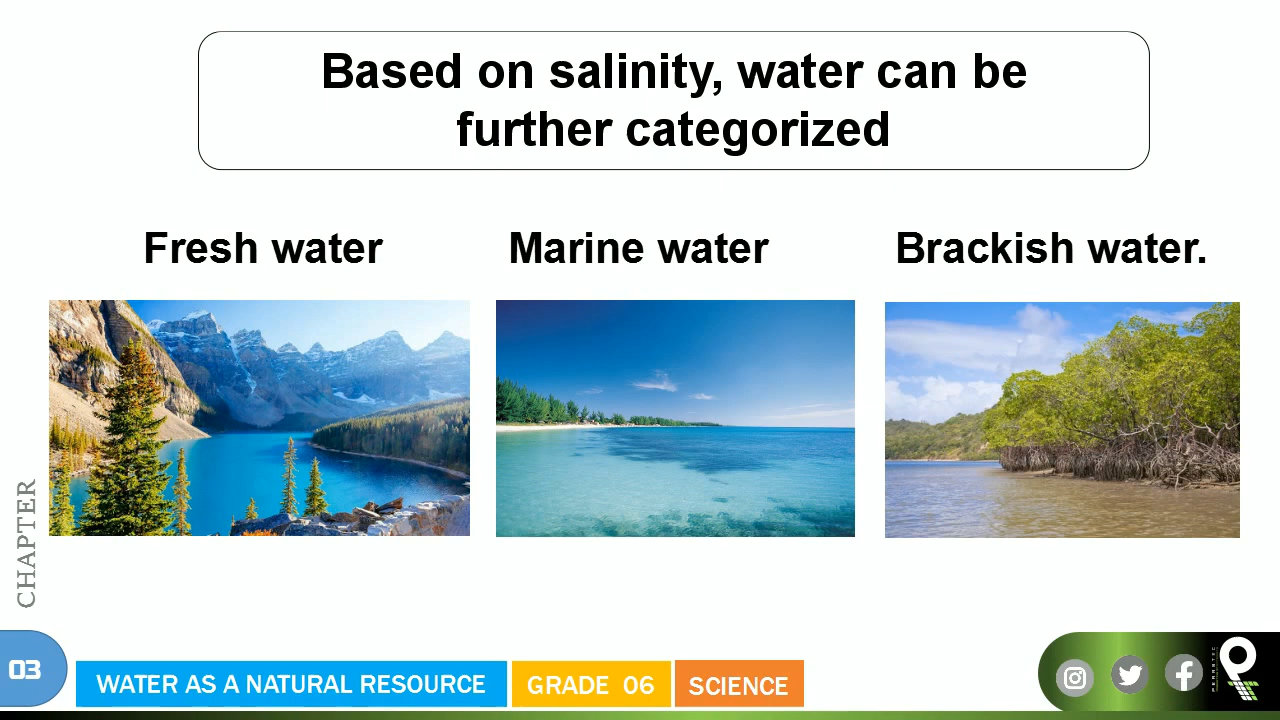 Based on salinity, water can be
further categorized
Fresh water
Marine water
Brackish water.
CHAPTER
03
WATER AS A NATURAL RESOURCE
GRADE 06
SCIENCE